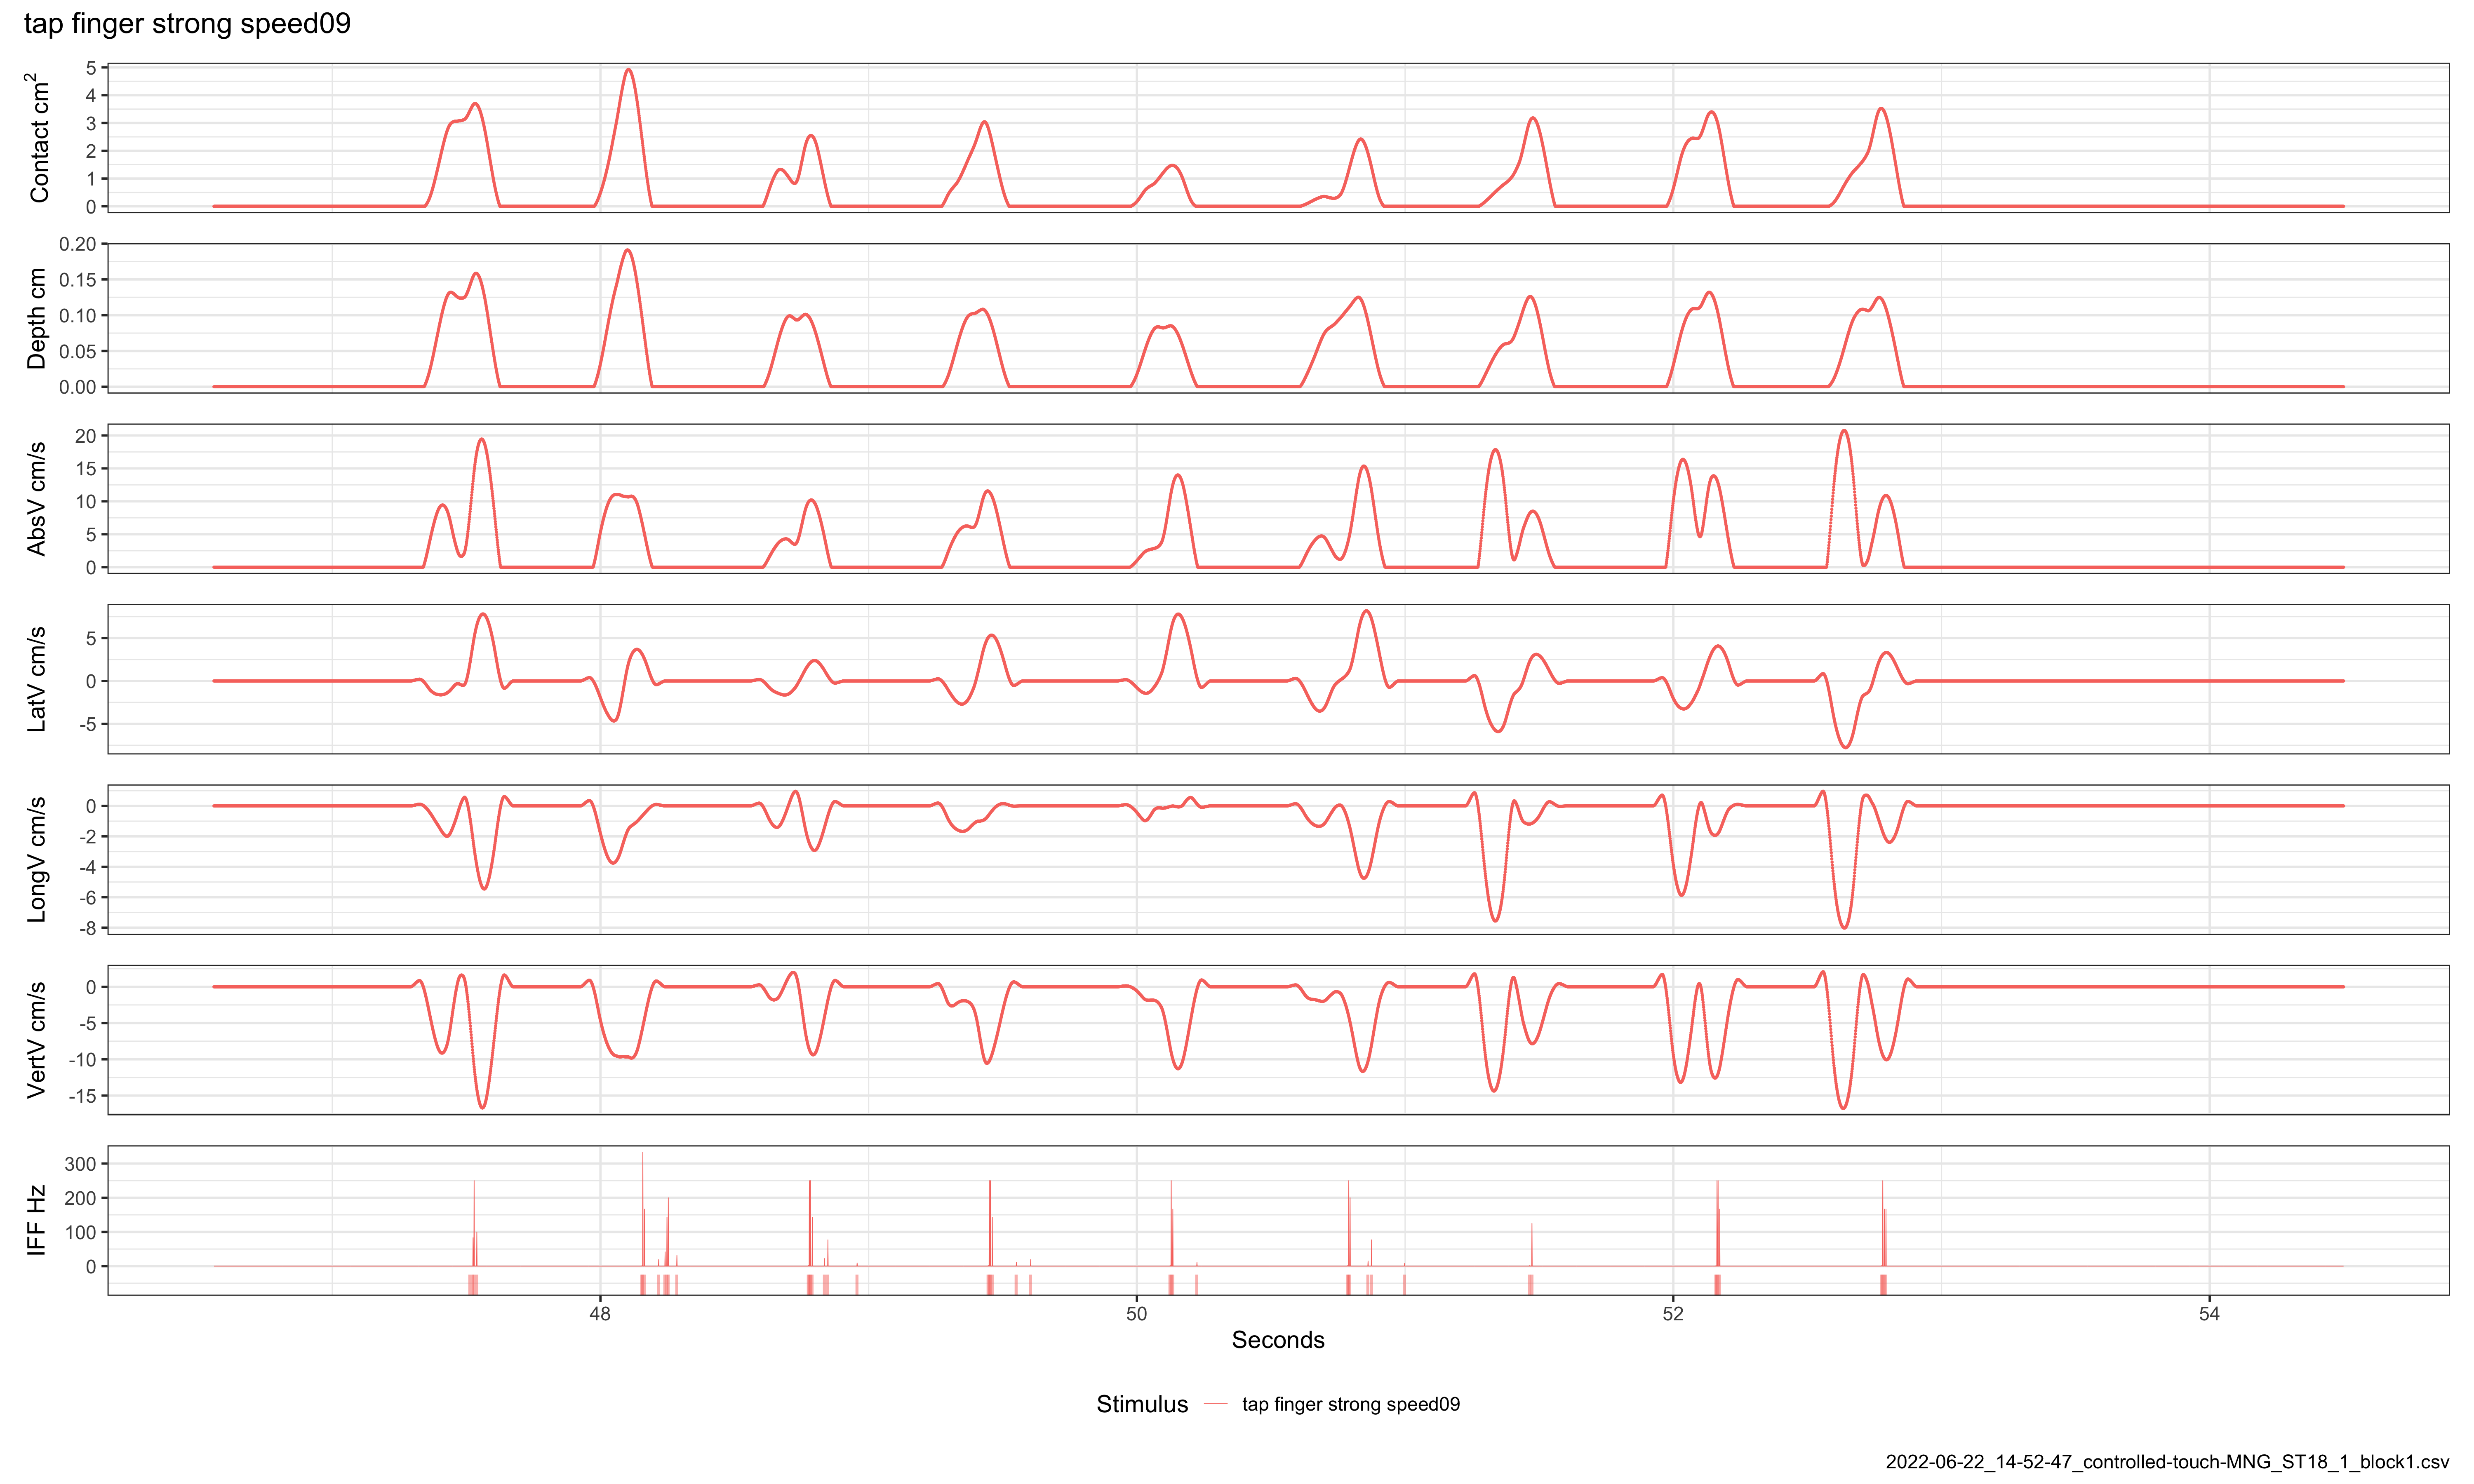 tap finger strong speed09
Contact cm²
5
4
3
2
1
0
Depth cm
0.20
0.15
0.10
0.05
0.00
AbsV cm/s
20
15
10
5
0
LatV cm/s
5
0
-5
LongV cm/s
0
-2
-4
-6
-8
VertV cm/s
0
-5
-10
-15
IFF Hz
300
200
100
0
48 50 52 54
Seconds
Stimulus tap finger strong speed09
2022-06-22_14-52-47_controlled-touch-MNG_ST18_1_block1.csv